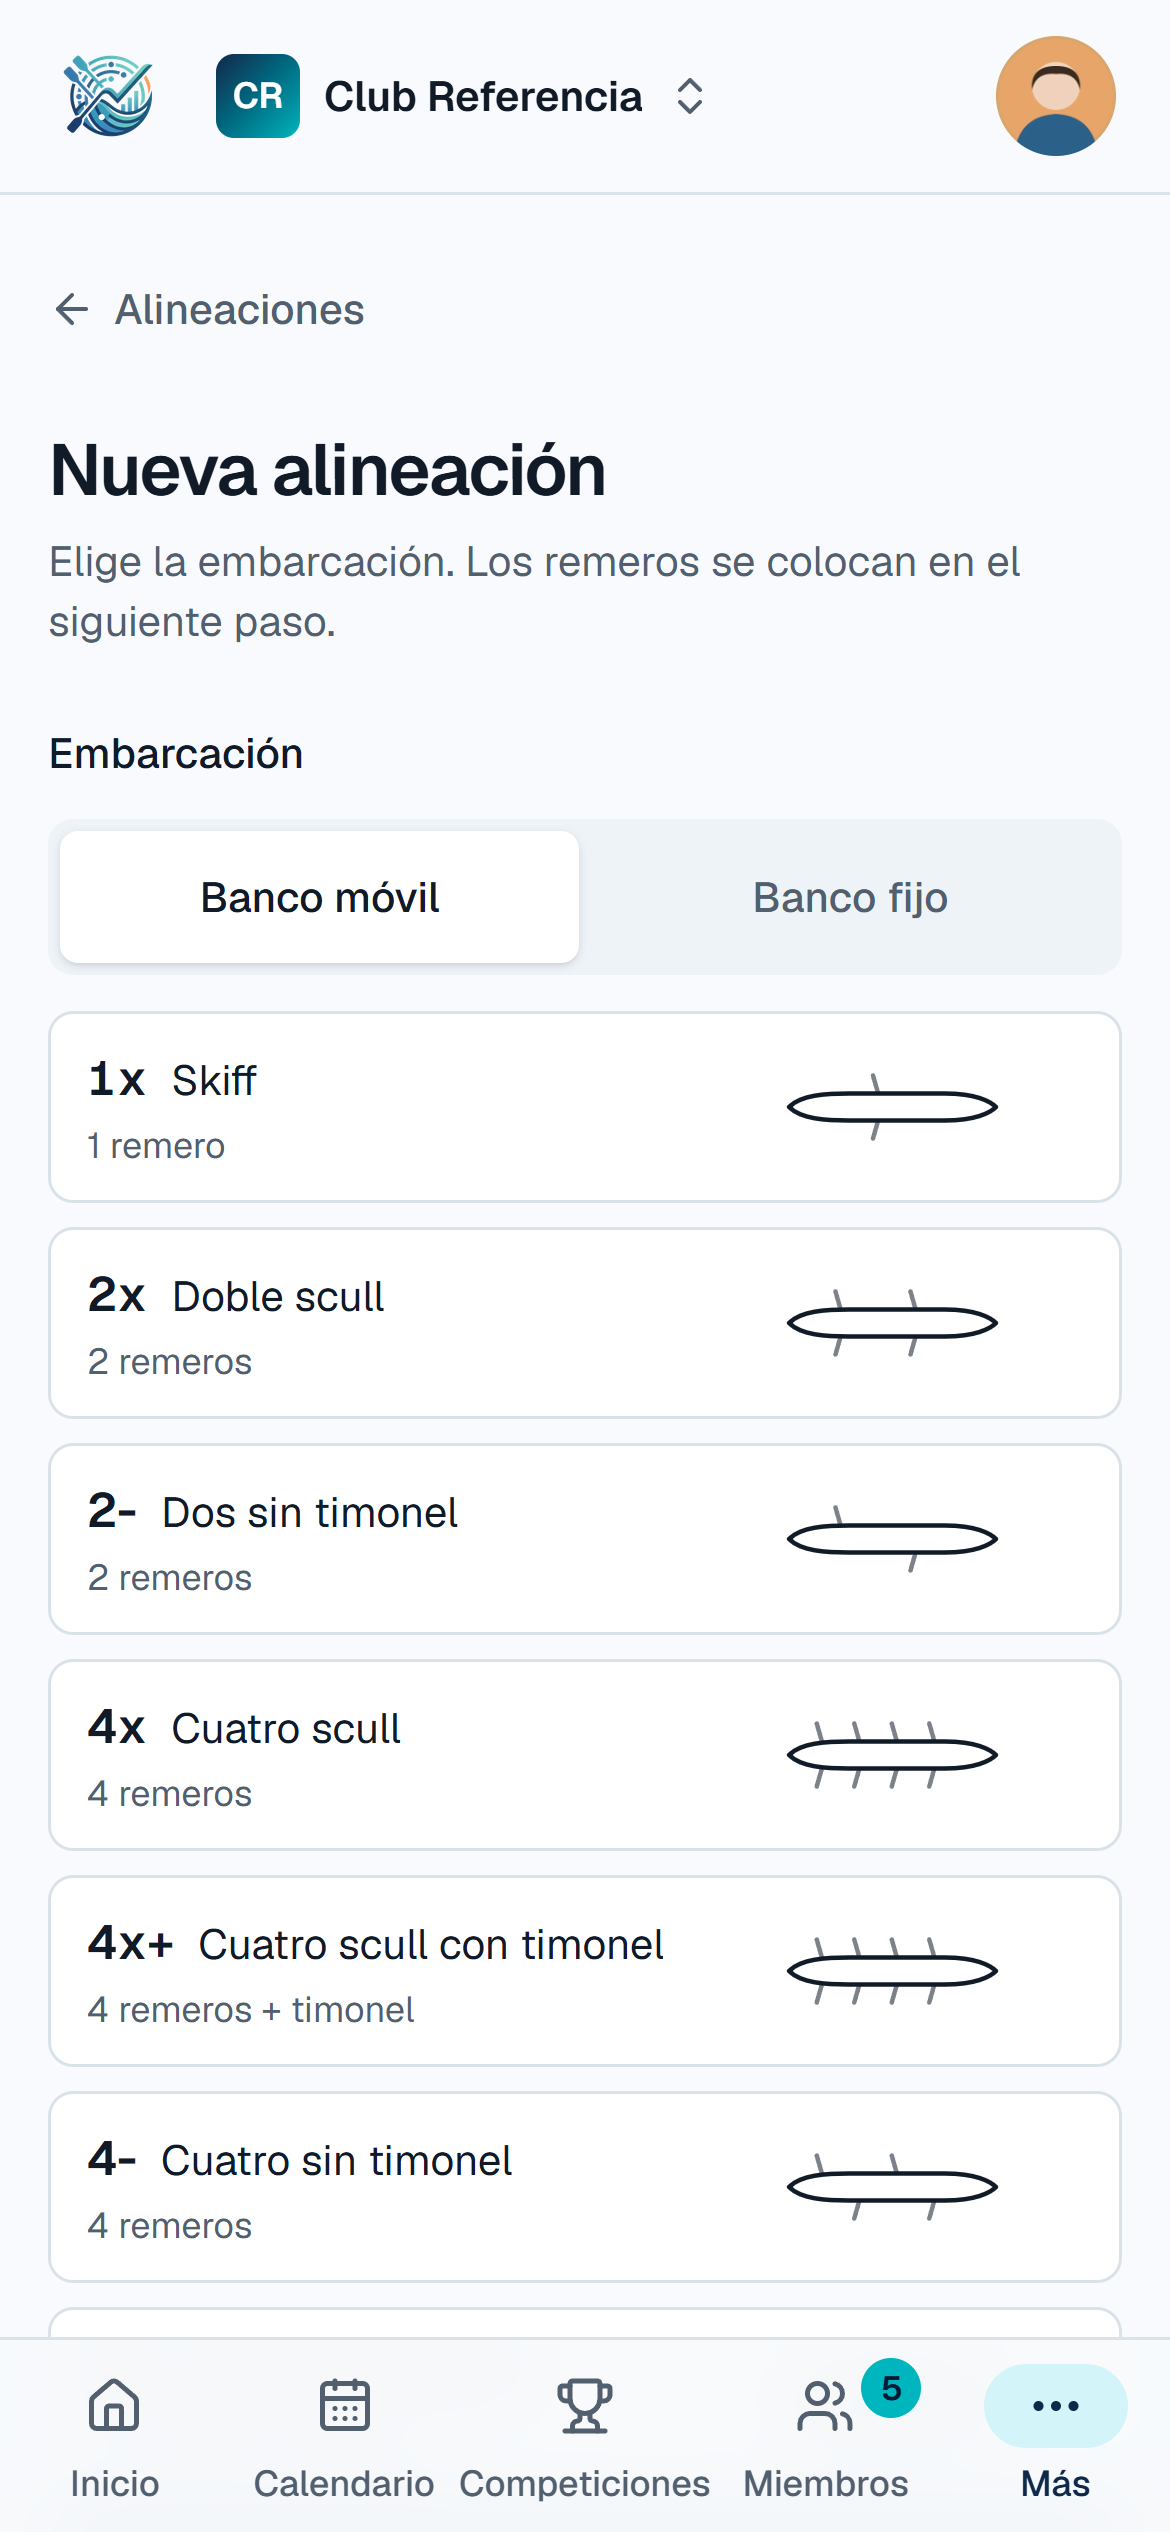 CR Club Referencia
Alineaciones
Nueva alineación
Elige la embarcación. Los remeros se colocan en el
siguiente paso.
Embarcación
Banco móvil Banco fijo
1x Skiff
1 remero
2x Doble scull
2 remeros
2- Dos sin timonel
2 remeros
4x Cuatro scull
4 remeros
4x+ Cuatro scull con timonel
4 remeros + timonel
4- Cuatro sin timonel
4 remeros
5
Inicio Calendario Competiciones Miembros Más